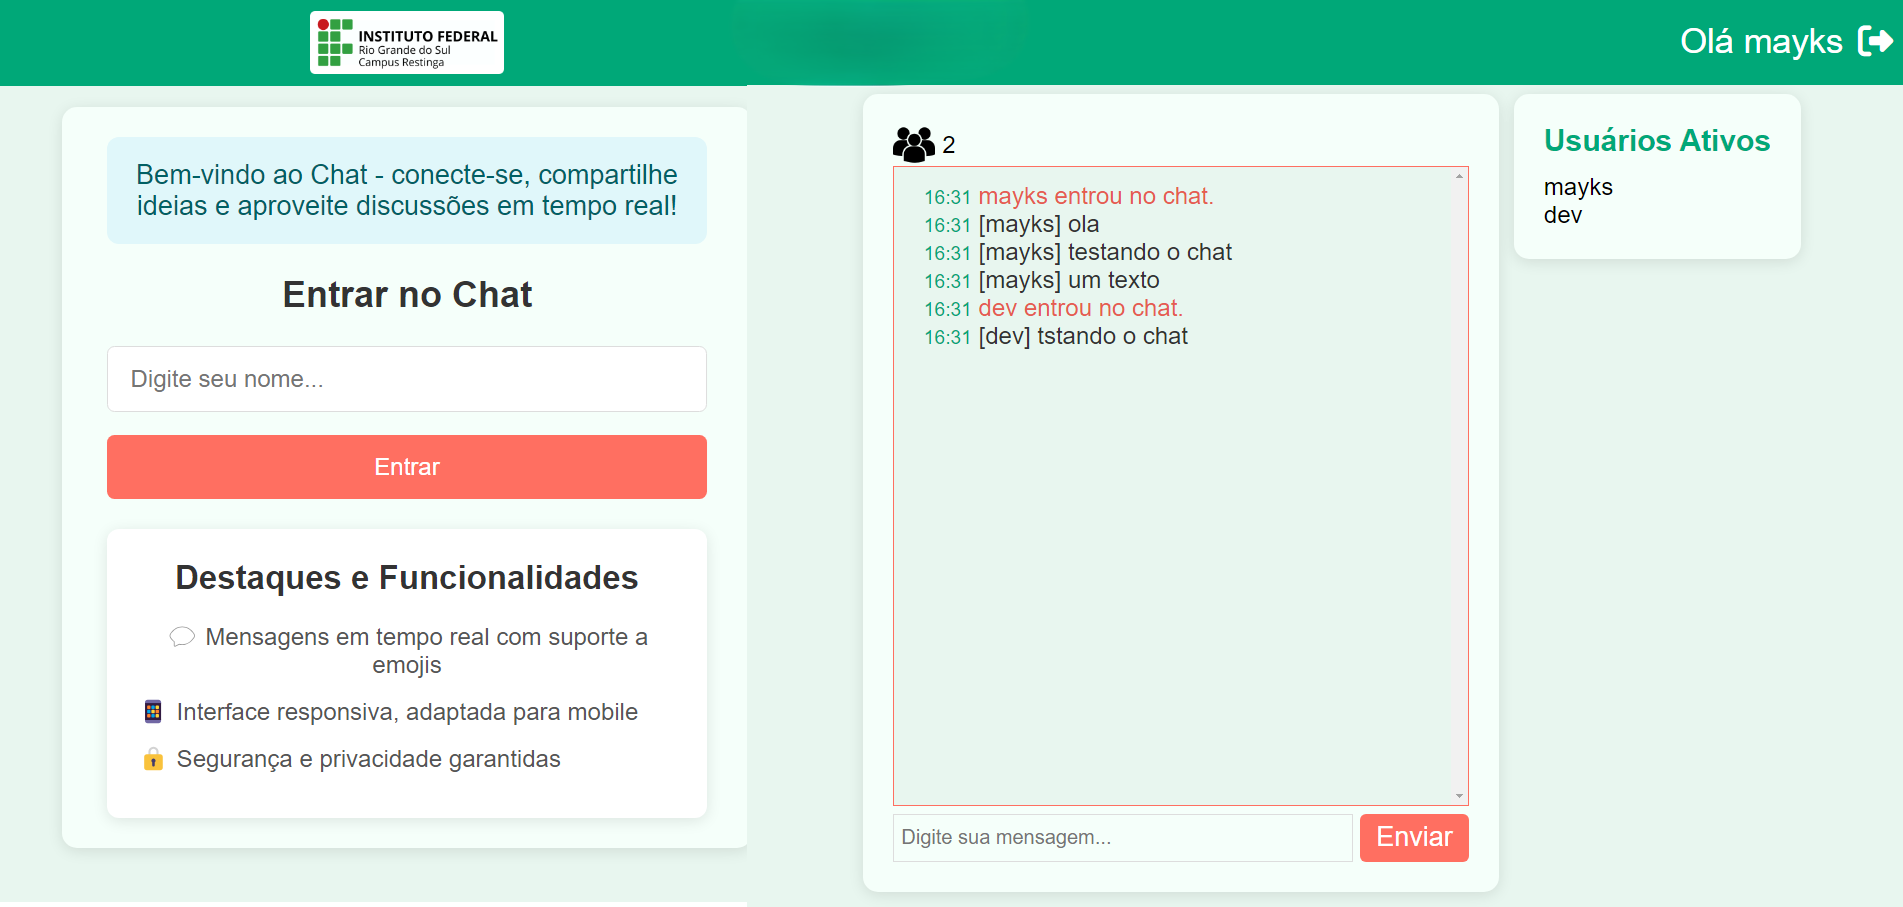 INSTITUTO FEDERAL
Rio Grande do Sul
Campus Restinga
Bem-vindo ao Chat - conecte-se, compartilhe
ideias e aproveite discussões em tempo real!
Entrar no Chat
Digite seu nome...
Entrar
Destaques e Funcionalidades
Mensagens em tempo real com suporte a
emojis
Interface responsiva, adaptada para mobile
Segurança e privacidade garantidas
Olá mayks
2
16:31 mayks entrou no chat.
16:31 [mayks] ola
16:31 [mayks] testando o chat
16:31 [mayks] um texto
16:31 dev entrou no chat.
16:31 [dev] tstando o chat
Digite sua mensagem...
Enviar
Usuários Ativos
mayks
dev